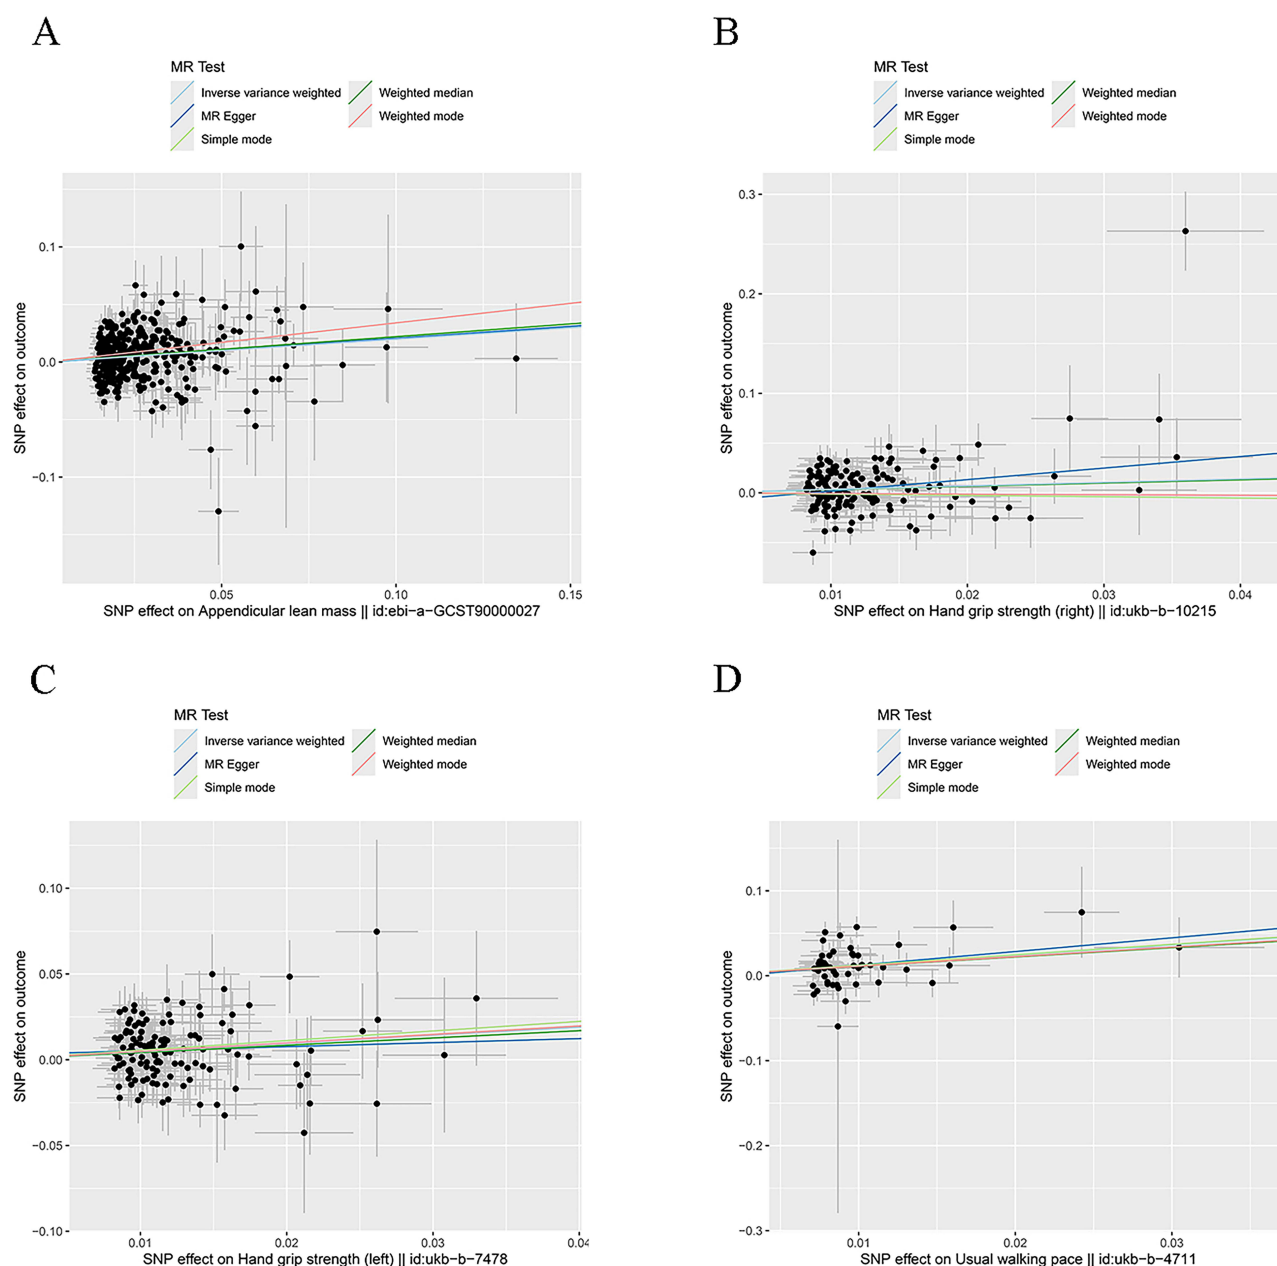 A
MR Test
Inverse variance weighted
Weighted median
MR Egger
Weighted mode
Simple mode
SNP effect on outcome
0.1
0.0
−0.1
0.05
0.10
0.15
SNP effect on Appendicular lean mass || id:ebi-a-GCST90000027
B
MR Test
Inverse variance weighted
Weighted median
MR Egger
Weighted mode
Simple mode
SNP effect on outcome
0.3
0.2
0.1
0.0
0.01
0.02
0.03
0.04
SNP effect on Hand grip strength (right) || id:ukb-b-10215
C
MR Test
Inverse variance weighted
Weighted median
MR Egger
Weighted mode
Simple mode
SNP effect on outcome
0.10
0.05
0.00
−0.05
−0.10
0.01
0.02
0.03
0.04
SNP effect on Hand grip strength (left) || id:ukb-b-7478
D
MR Test
Inverse variance weighted
Weighted median
MR Egger
Weighted mode
Simple mode
SNP effect on outcome
0.1
0.0
−0.1
−0.2
−0.3
0.01
0.02
0.03
SNP effect on Usual walking pace || id:ukb-b-4711